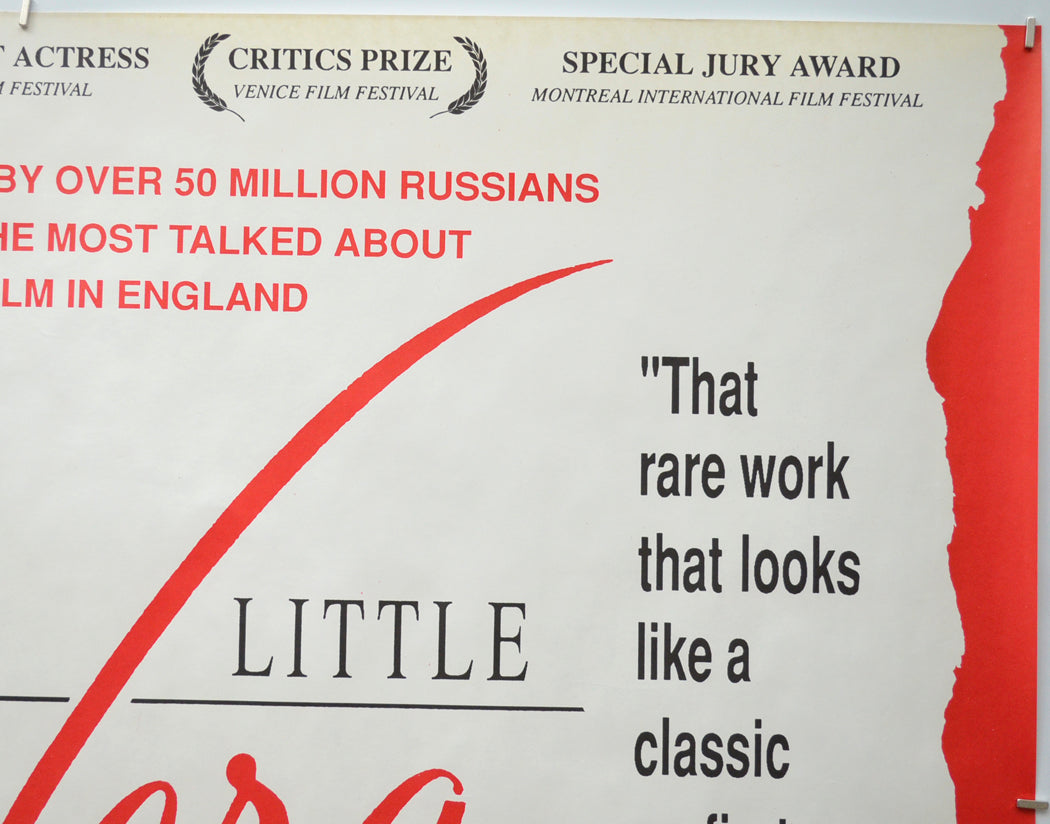 T ACTRESS
M FESTIVAL
CRITICS PRIZE
VENICE FILM FESTIVAL
SPECIAL JURY AWARD
MONTREAL INTERNATIONAL FILM FESTIVAL
BY OVER 50 MILLION RUSSIANS
HE MOST TALKED ABOUT
LM IN ENGLAND
LITTLE
"That
rare work
that looks
like a
classic